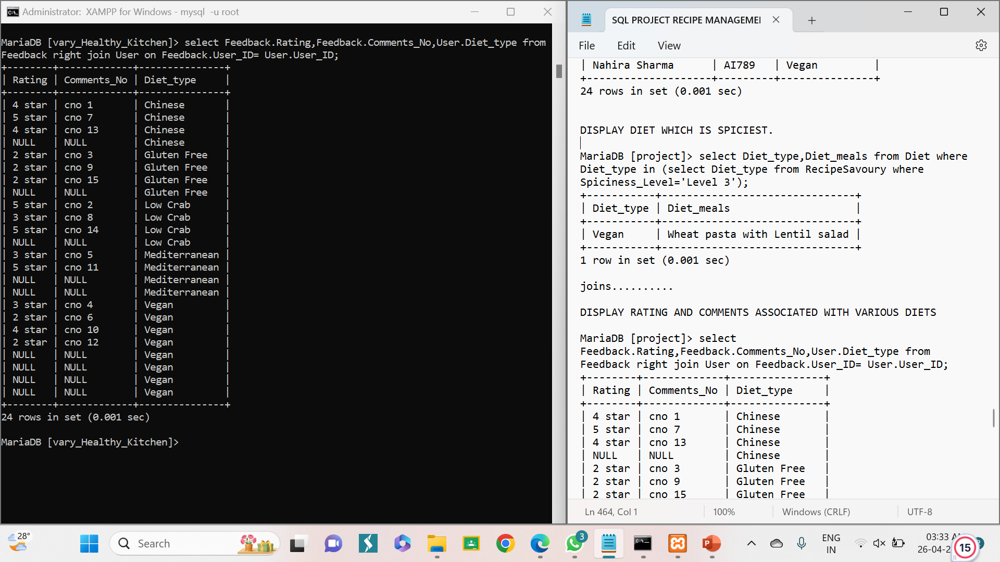 Administrator:  XAMPP for Windows - mysql  -u root
MariaDB [vary_Healthy_Kitchen]> select Feedback.Rating,Feedback.Comments_No,User.Diet_type from
Feedback right join User on Feedback.User_ID= User.User_ID;
+--------+-------------+---------------+
| Rating | Comments_No | Diet_type     |
+--------+-------------+---------------+
| 4 star | cno 1       | Chinese       |
| 5 star | cno 7       | Chinese       |
| 4 star | cno 13      | Chinese       |
| NULL   | NULL        | Chinese       |
| 2 star | cno 3       | Gluten Free   |
| 2 star | cno 9       | Gluten Free   |
| 2 star | cno 15      | Gluten Free   |
| NULL   | NULL        | Gluten Free   |
| 5 star | cno 2       | Low Crab      |
| 3 star | cno 8       | Low Crab      |
| 5 star | cno 14      | Low Crab      |
| NULL   | NULL        | Low Crab      |
| 3 star | cno 5       | Mediterranean |
| 5 star | cno 11      | Mediterranean |
| NULL   | NULL        | Mediterranean |
| NULL   | NULL        | Mediterranean |
| 3 star | cno 4       | Vegan         |
| 2 star | cno 6       | Vegan         |
| 4 star | cno 10      | Vegan         |
| 2 star | cno 12      | Vegan         |
| NULL   | NULL        | Vegan         |
| NULL   | NULL        | Vegan         |
| NULL   | NULL        | Vegan         |
| NULL   | NULL        | Vegan         |
+--------+-------------+---------------+
24 rows in set (0.001 sec)
MariaDB [vary_Healthy_Kitchen]>
SQL PROJECT RECIPE MANAGEMEI
File Edit View
| Nahira Sharma      | AI789   | Vegan         |
+--------------------+---------+---------------+
24 rows in set (0.001 sec)
DISPLAY DIET WHICH IS SPICIEST.
MariaDB [project]> select Diet_type,Diet_meals from Diet where
Diet_type in (select Diet_type from RecipeSavoury where
Spiciness_Level='Level 3');
+-----------+-------------------------------+
| Diet_type | Diet_meals                    |
+-----------+-------------------------------+
| Vegan     | Wheat pasta with Lentil salad |
+-----------+-------------------------------+
1 row in set (0.001 sec)
joins..........
DISPLAY RATING AND COMMENTS ASSOCIATED WITH VARIOUS DIETS
MariaDB [project]> select
Feedback.Rating,Feedback.Comments_No,User.Diet_type from
Feedback right join User on Feedback.User_ID= User.User_ID;
+--------+-------------+---------------+
| Rating | Comments_No | Diet_type     |
+--------+-------------+---------------+
| 4 star | cno 1       | Chinese       |
| 5 star | cno 7       | Chinese       |
| 4 star | cno 13      | Chinese       |
| NULL   | NULL        | Chinese       |
| 2 star | cno 3       | Gluten Free   |
| 2 star | cno 9       | Gluten Free   |
| 2 star | cno 15      | Gluten Free   |
Ln 464, Col 1 100% Windows (CRLF) UTF-8
28° Search 3 ENG 03:33
IN 26-04-2 15